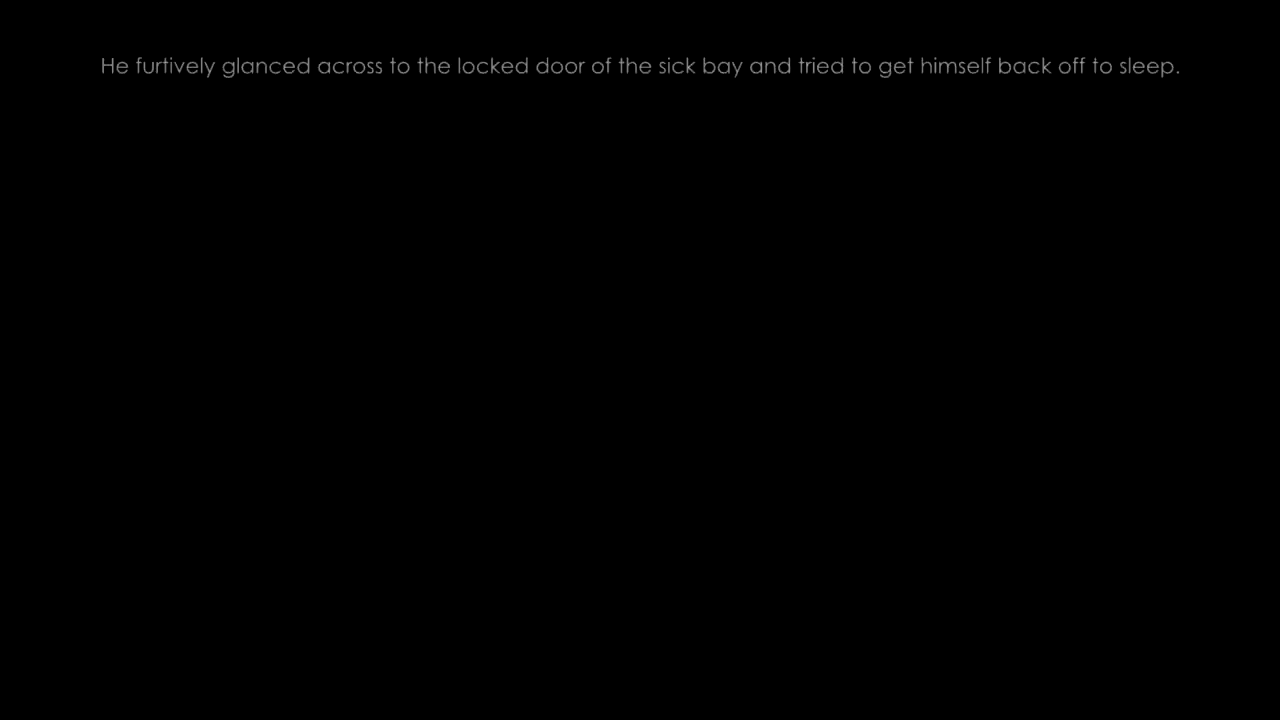 He furtively glanced across to the locked door of the sick bay and tried to get himself back off to sleep.